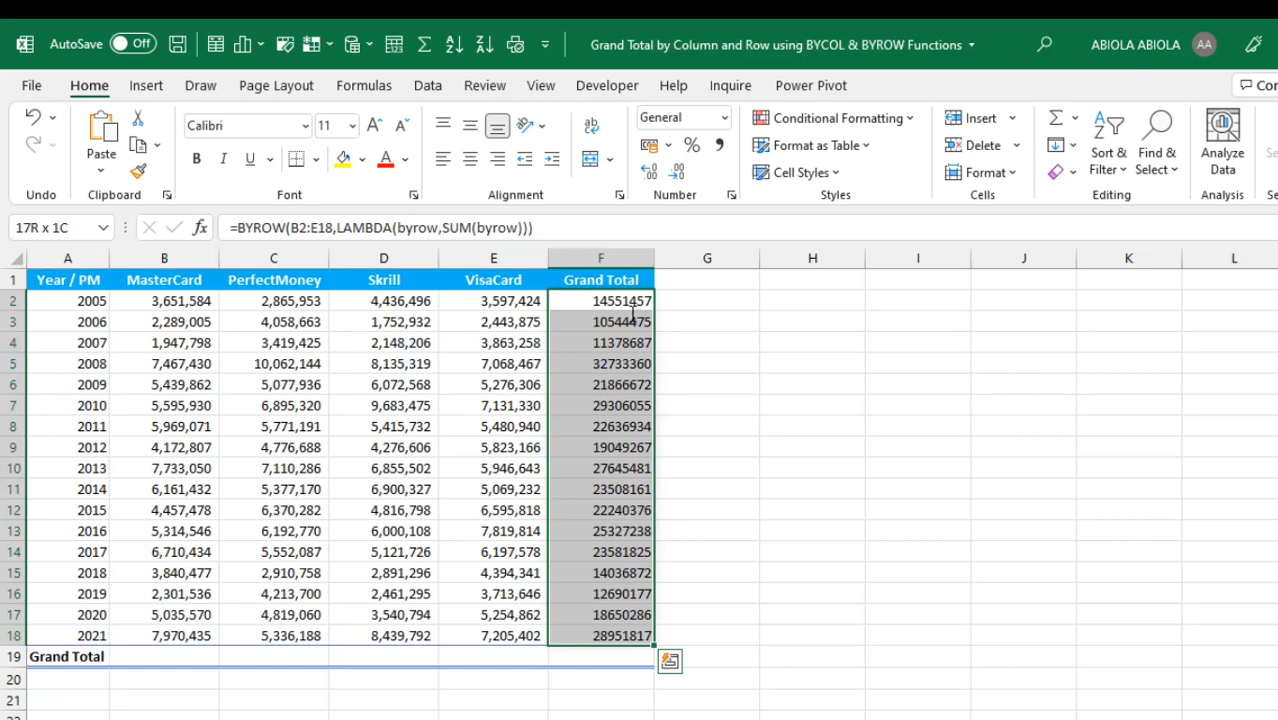 AutoSave Off Grand Total by Column and Row using BYCOL & BYROW Functions ABIOLA ABIOLA AA
File Home Insert Draw Page Layout Formulas Data Review View Developer Help Inquire Power Pivot
Calibri 11 General Conditional Formatting Insert
Paste Format as Table Delete Sort & Filter Find & Select Analyze Data
B I U A Cell Styles Format
Undo Clipboard Font Alignment Number Styles Cells Editing Analysis
17R x 1C fx =BYROW(B2:E18,LAMBDA(byrow,SUM(byrow)))
A B C D E F G H I J K L
1 Year / PM MasterCard PerfectMoney Skrill VisaCard Grand Total
2 2005 3,651,584 2,865,953 4,436,496 3,597,424 14551457
3 2006 2,289,005 4,058,663 1,752,932 2,443,875 10544475
4 2007 1,947,798 3,419,425 2,148,206 3,863,258 11378687
5 2008 7,467,430 10,062,144 8,135,319 7,068,467 32733360
6 2009 5,439,862 5,077,936 6,072,568 5,276,306 21866672
7 2010 5,595,930 6,895,320 9,683,475 7,131,330 29306055
8 2011 5,969,071 5,771,191 5,415,732 5,480,940 22636934
9 2012 4,172,807 4,776,688 4,276,606 5,823,166 19049267
10 2013 7,733,050 7,110,286 6,855,502 5,946,643 27645481
11 2014 6,161,432 5,377,170 6,900,327 5,069,232 23508161
12 2015 4,457,478 6,370,282 4,816,798 6,595,818 22240376
13 2016 5,314,546 6,192,770 6,000,108 7,819,814 25327238
14 2017 6,710,434 5,552,087 5,121,726 6,197,578 23581825
15 2018 3,840,477 2,910,758 2,891,296 4,394,341 14036872
16 2019 2,301,536 4,213,700 2,461,295 3,713,646 12690177
17 2020 5,035,570 4,819,060 3,540,794 5,254,862 18650286
18 2021 7,970,435 5,336,188 8,439,792 7,205,402 28951817
19 Grand Total
20
21